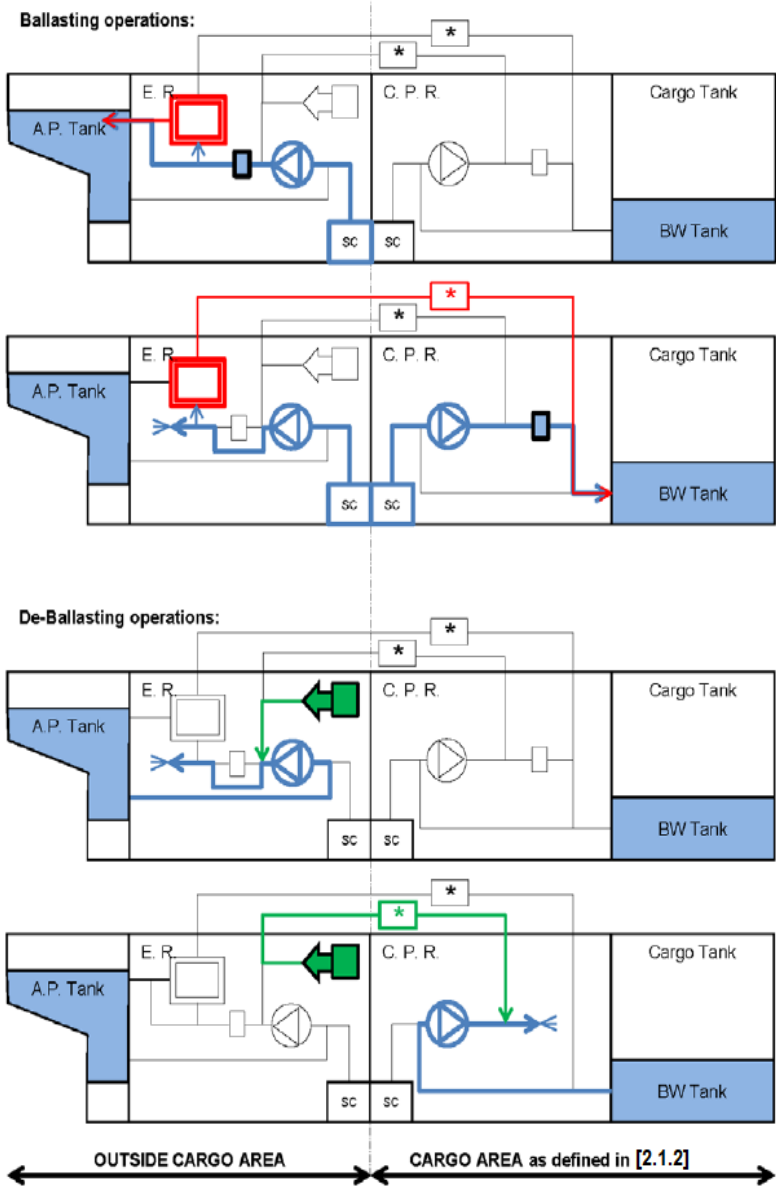 Ballasting operations:
*
*
E. R.
C. P. R.
Cargo Tank
A.P. Tank
BW Tank
sc
sc
*
*
E. R.
C. P. R.
Cargo Tank
A.P. Tank
BW Tank
sc
sc
De-Ballasting operations:
*
*
E. R.
C. P. R.
Cargo Tank
A.P. Tank
BW Tank
sc
sc
*
*
E. R.
C. P. R.
Cargo Tank
A.P. Tank
BW Tank
sc
sc
OUTSIDE CARGO AREA
CARGO AREA as defined in [2.1.2]